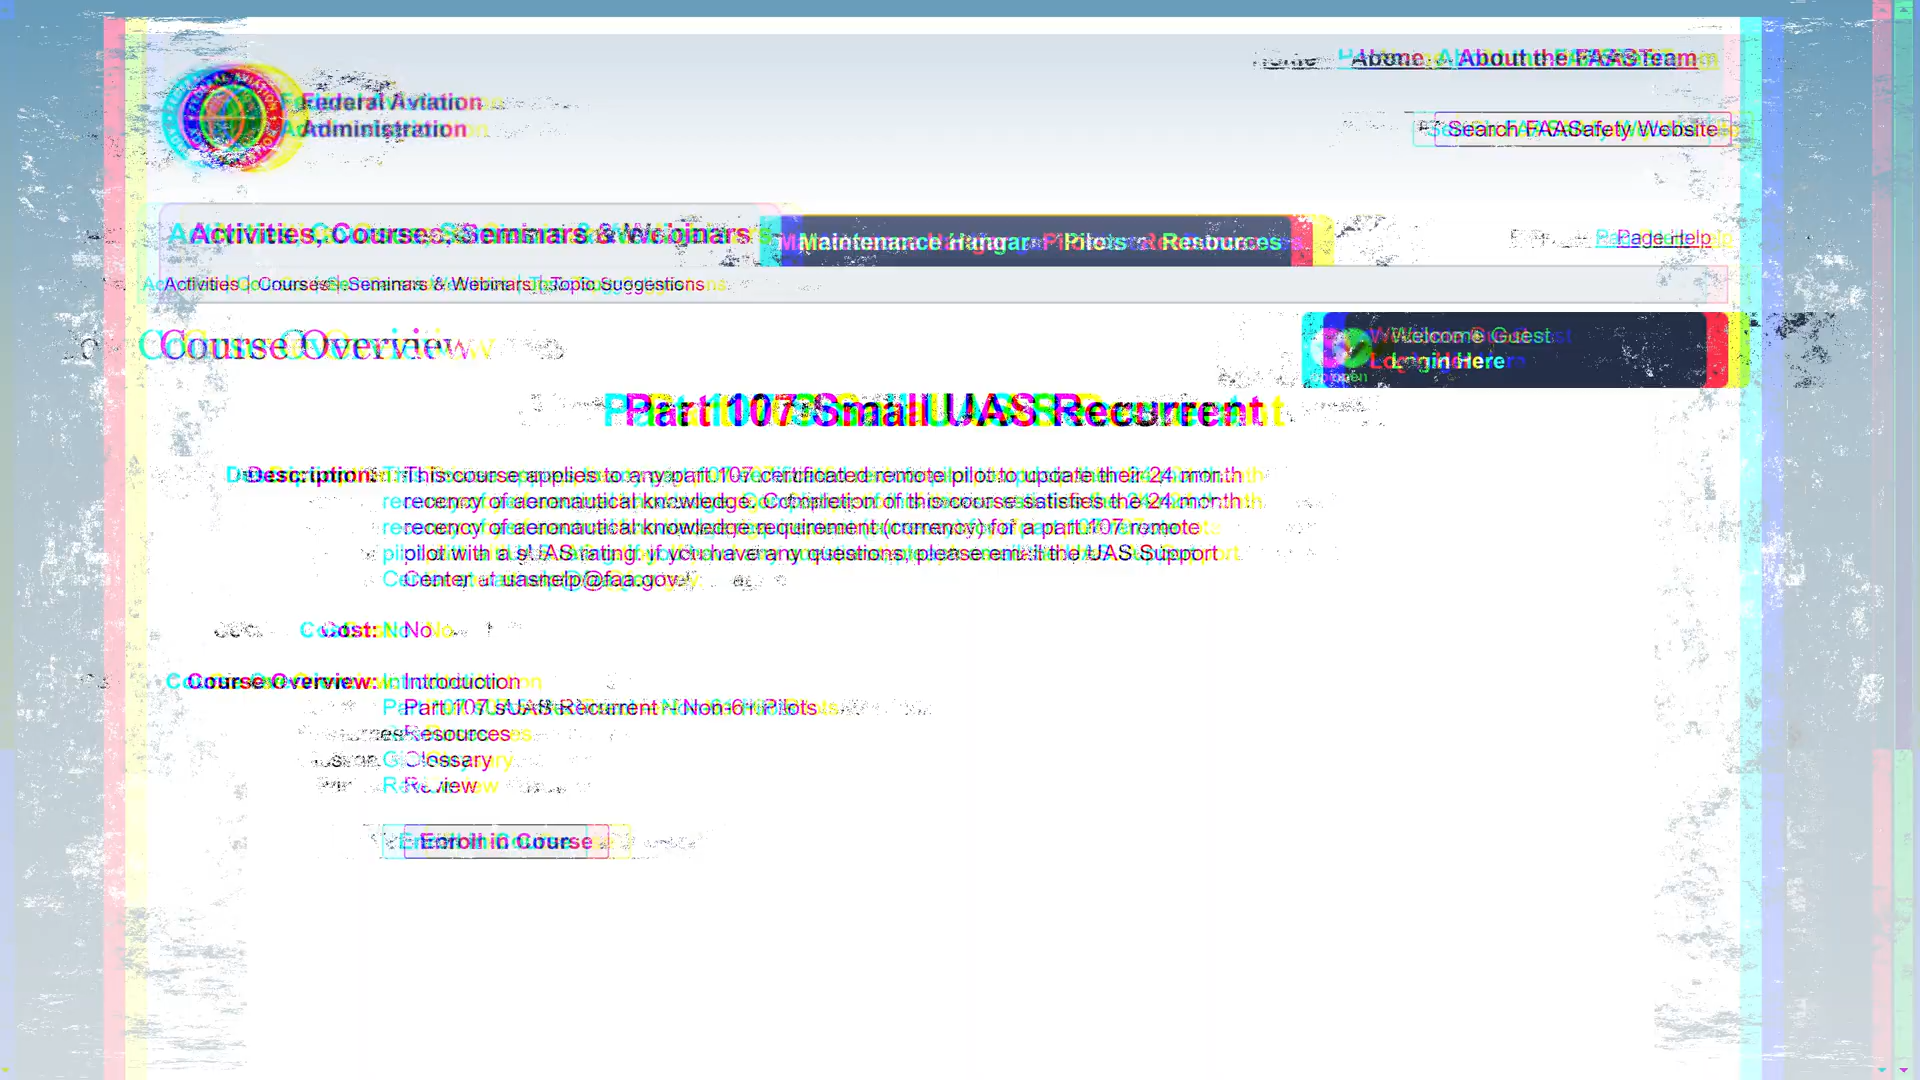 Home About the FAASTeam
Federal Aviation
Administration
Search FAASafety Website
Activities, Courses, Seminars & Webinars
Maintenance Hangar Pilots Resources
Page Help
Activities Courses Seminars & Webinars Topic Suggestions
Course Overview
Welcome Guest
Login Here
Part 107 Small UAS Recurrent
Description: This course applies to any part 107 certificated remote pilot to update their 24 month
recency of aeronautical knowledge. Completion of this course satisfies the 24 month
recency of aeronautical knowledge requirement (currency) for a part 107 remote
pilot with a sUAS rating. If you have any questions, please email the UAS Support
Center at uashelp@faa.gov
Cost: No
Course Overview: Introduction
Part 107 sUAS Recurrent - Non-61 Pilots
Resources
Glossary
Review
Enroll in Course